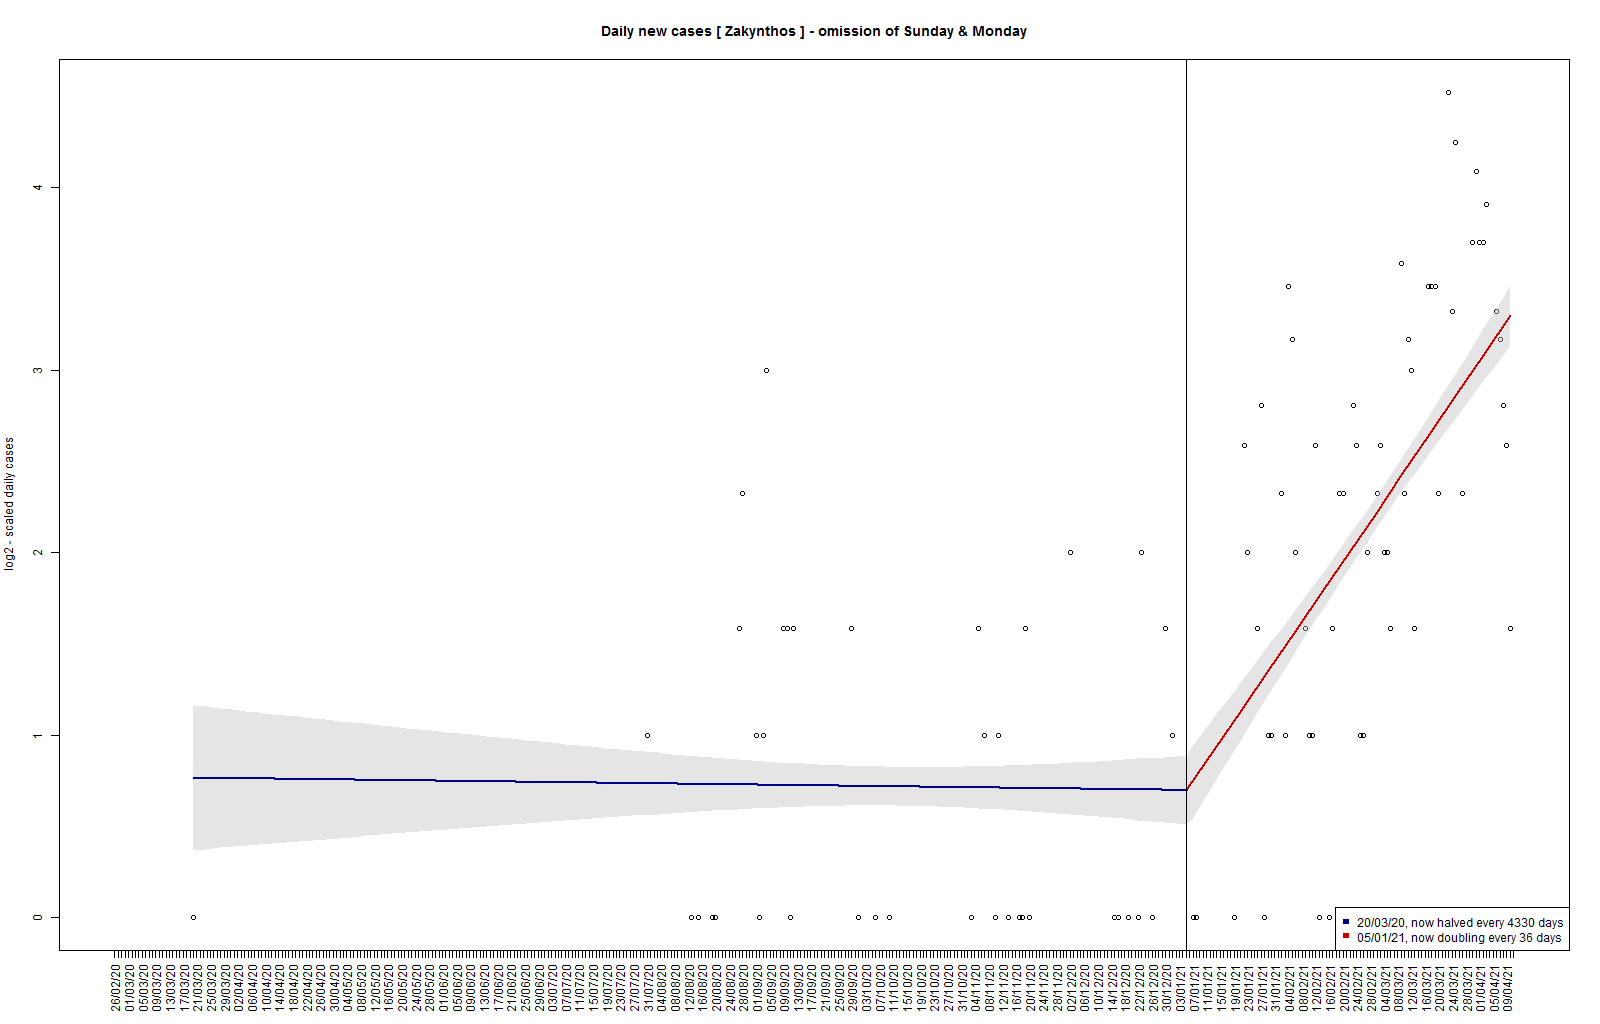 Daily new cases [ Zakynthos ] - omission of Sunday & Monday
log2 - scaled daily cases
4
3
2
1
0
20/03/20, now halved every 4330 days
05/01/21, now doubling every 36 days
26/02/20 01/03/20 05/03/20 09/03/20 13/03/20 17/03/20 21/03/20 25/03/20 29/03/20 02/04/20 06/04/20 10/04/20 14/04/20 18/04/20 22/04/20 26/04/20 30/04/20 04/05/20 08/05/20 12/05/20 16/05/20 20/05/20 24/05/20 28/05/20 01/06/20 05/06/20 09/06/20 13/06/20 17/06/20 21/06/20 25/06/20 29/06/20 03/07/20 07/07/20 11/07/20 15/07/20 19/07/20 23/07/20 27/07/20 31/07/20 04/08/20 08/08/20 12/08/20 16/08/20 20/08/20 24/08/20 28/08/20 01/09/20 05/09/20 09/09/20 13/09/20 17/09/20 21/09/20 25/09/20 29/09/20 03/10/20 07/10/20 11/10/20 15/10/20 19/10/20 23/10/20 27/10/20 31/10/20 04/11/20 08/11/20 12/11/20 16/11/20 20/11/20 24/11/20 28/11/20 02/12/20 06/12/20 10/12/20 14/12/20 18/12/20 22/12/20 26/12/20 30/12/20 03/01/21 07/01/21 11/01/21 15/01/21 19/01/21 23/01/21 27/01/21 31/01/21 04/02/21 08/02/21 12/02/21 16/02/21 20/02/21 24/02/21 28/02/21 04/03/21 08/03/21 12/03/21 16/03/21 20/03/21 24/03/21 28/03/21 01/04/21 05/04/21 09/04/21